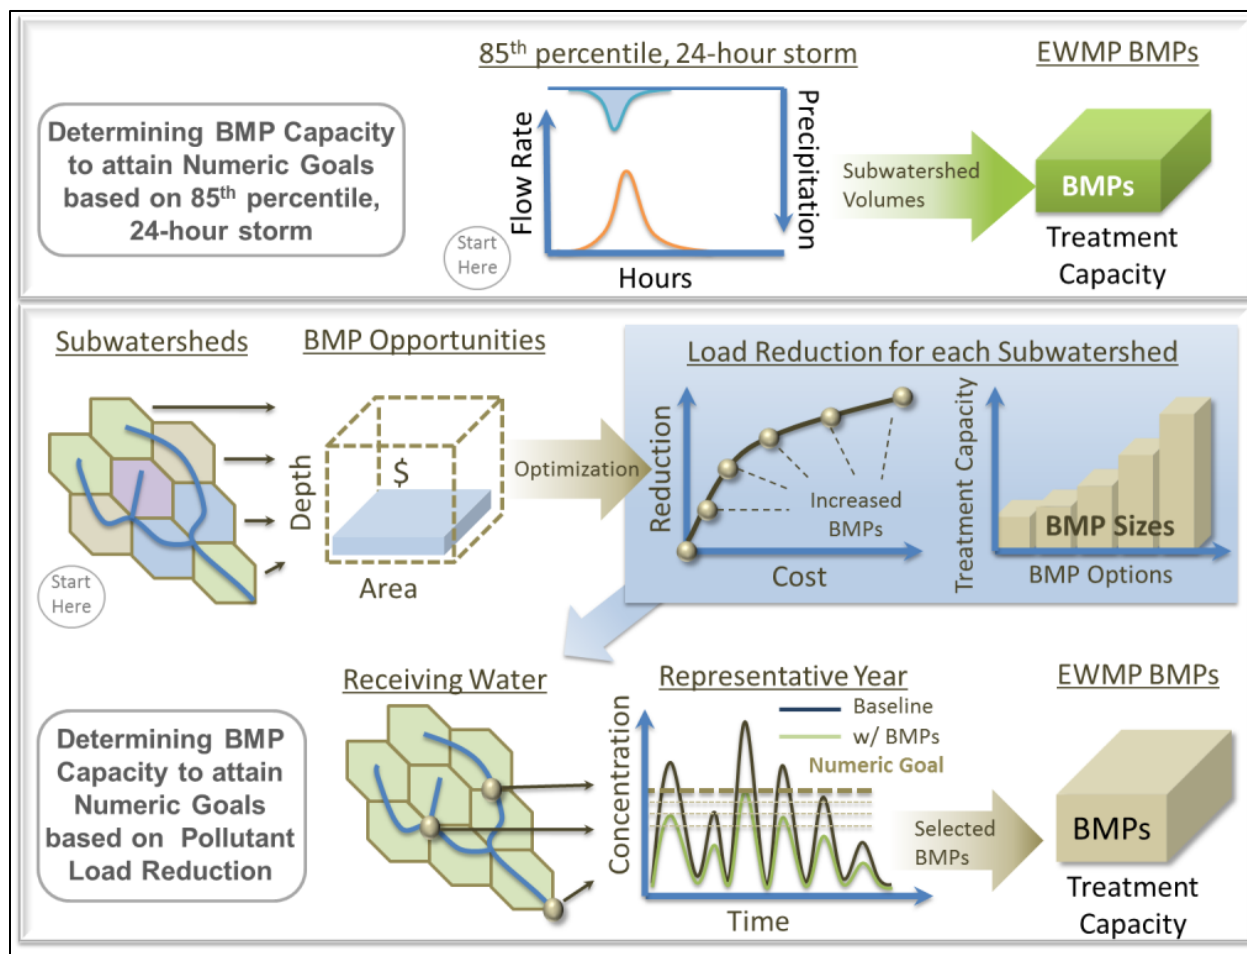 85th percentile, 24-hour storm
EWMP BMPs
Determining BMP Capacity
to attain Numeric Goals
based on 85th percentile,
24-hour storm
Start
Here
Flow Rate
Precipitation
Hours
Subwatershed
Volumes
BMPs
Treatment
Capacity
Subwatersheds
BMP Opportunities
Load Reduction for each Subwatershed
Start
Here
Depth
$
Area
Optimization
Reduction
Increased
BMPs
Cost
Treatment Capacity
BMP Sizes
BMP Options
Receiving Water
Representative Year
EWMP BMPs
Determining BMP
Capacity to attain
Numeric Goals
based on Pollutant
Load Reduction
Concentration
Baseline
w/ BMPs
Numeric Goal
Time
Selected
BMPs
BMPs
Treatment
Capacity